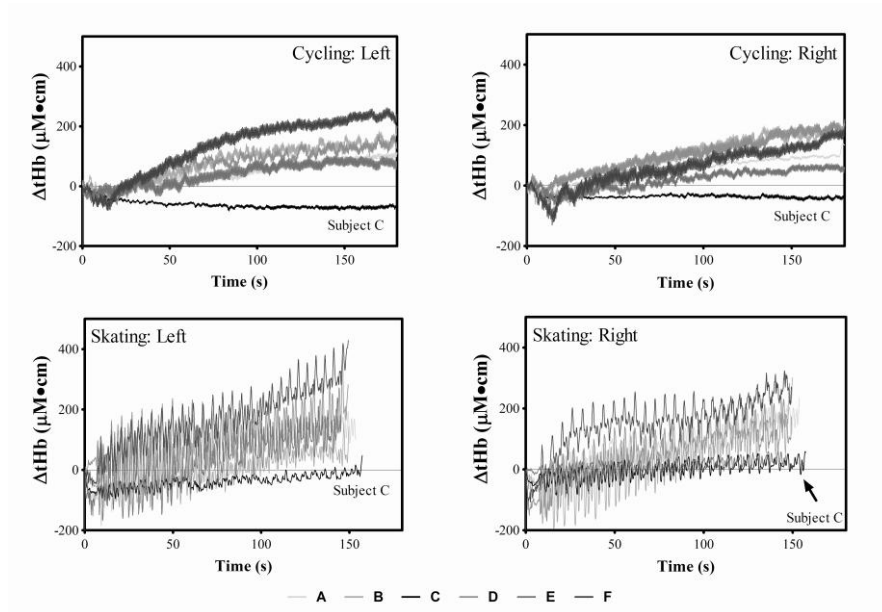 Cycling: Left
400
200
0
-200
ΔtHb (μM•cm)
0 50 100 150
Time (s)
Subject C
Cycling: Right
400
200
0
-200
ΔtHb (μM•cm)
0 50 100 150
Time (s)
Subject C
Skating: Left
400
200
0
-200
ΔtHb (μM•cm)
0 50 100 150
Time (s)
Subject C
Skating: Right
400
200
0
-200
ΔtHb (μM•cm)
0 50 100 150
Time (s)
Subject C
A B C D E F